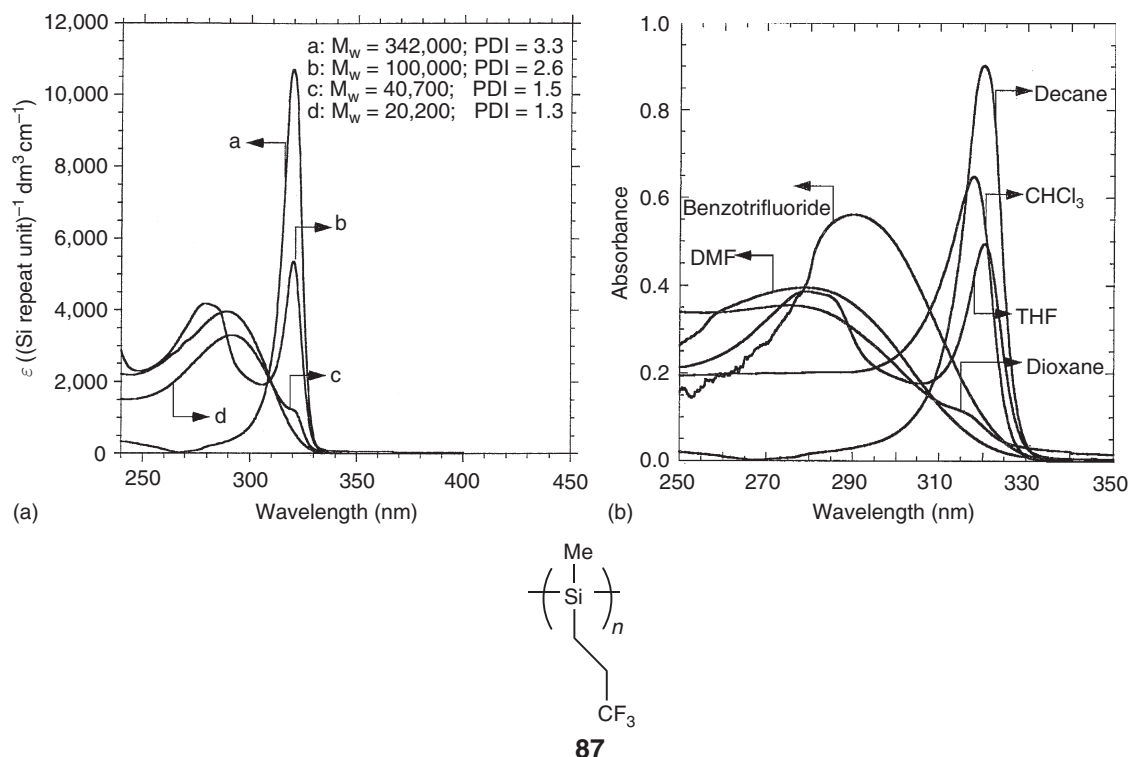 12,000
10,000
8,000
6,000
4,000
2,000
0
ε ((Si repeat unit)⁻¹ dm³ cm⁻¹)
a: Mw = 342,000; PDI = 3.3
b: Mw = 100,000; PDI = 2.6
c: Mw = 40,700; PDI = 1.5
d: Mw = 20,200; PDI = 1.3
a
b
c
d
250 300 350 400 450
Wavelength (nm)
(a)
1.0
0.8
0.6
0.4
0.2
0.0
Absorbance
Decane
CHCl₃
Benzotrifluoride
DMF
THF
Dioxane
250 270 290 310 330 350
Wavelength (nm)
(b)
Me
Si
n
CF₃
87